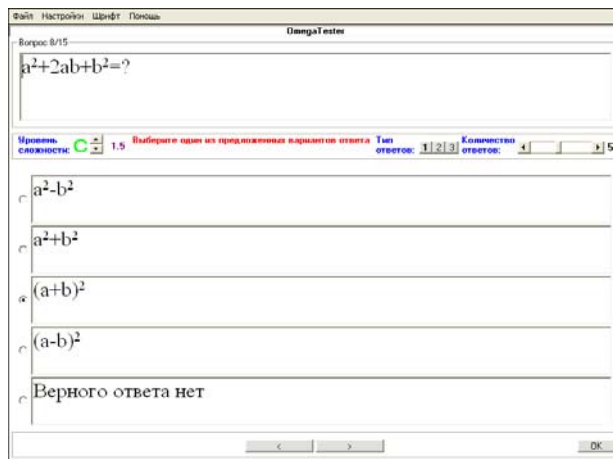 Файл Настройки Шрифт Помощь
OmegaTester
Вопрос 8/15
a²+2ab+b²=?
Уровень сложности: C 1.5 Выберите один из предложенных вариантов ответа Тип ответов: 1 2 3 Количество ответов: 5
a²-b²
a²+b²
(a+b)²
(a-b)²
Верного ответа нет
< > OK